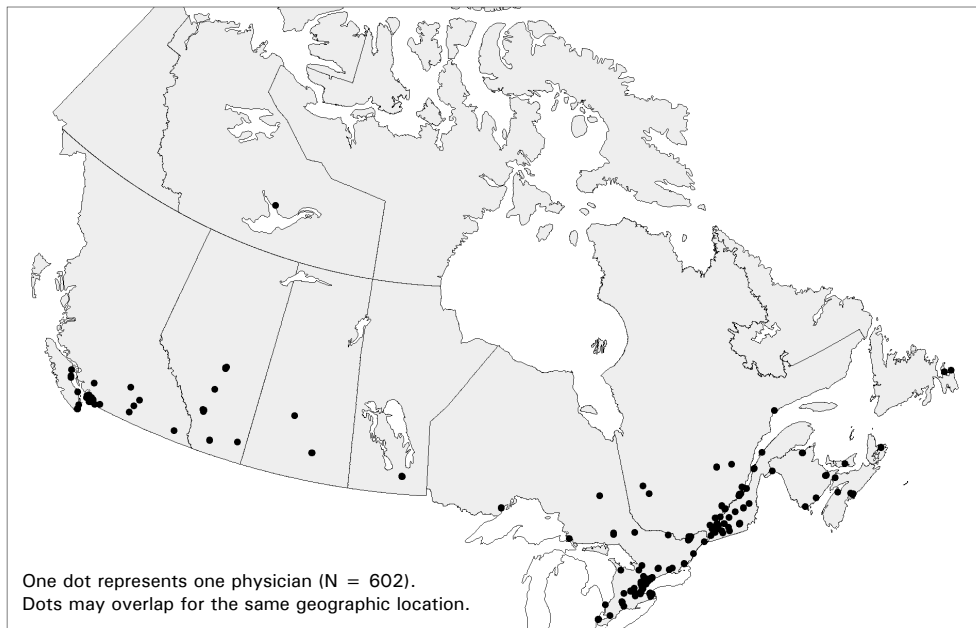 One dot represents one physician (N = 602).
Dots may overlap for the same geographic location.